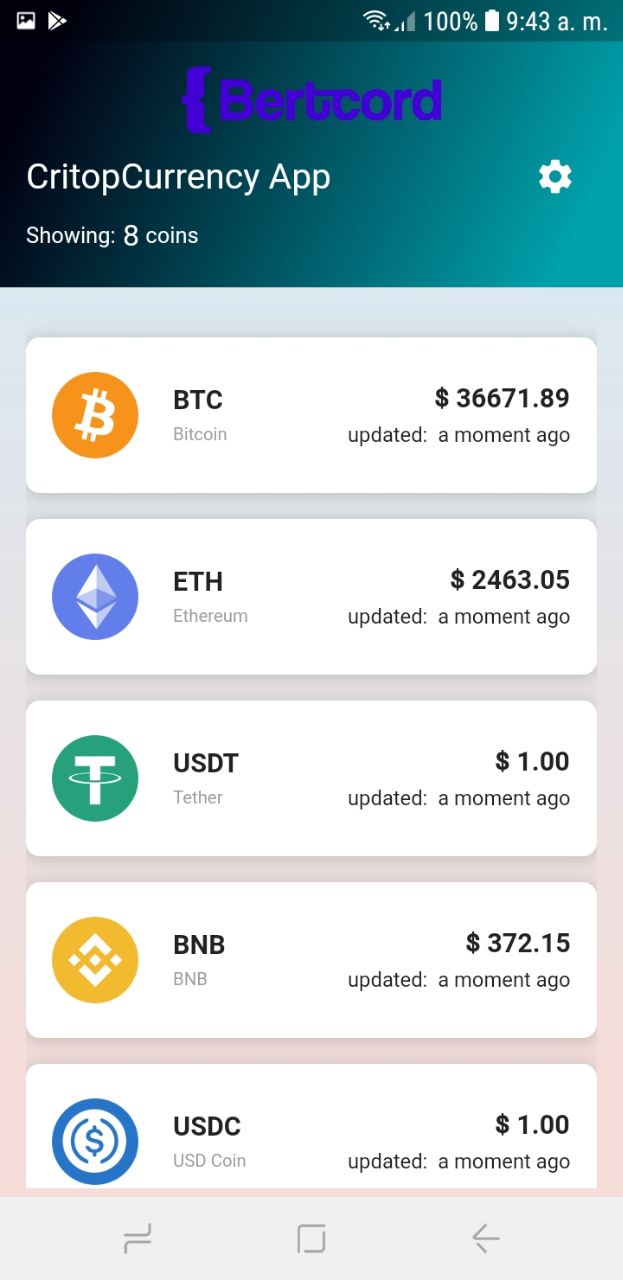 100% 9:43 a. m.
{ Bertcord
CritopCurrency App
Showing: 8 coins
BTC $ 36671.89
Bitcoin updated: a moment ago
ETH $ 2463.05
Ethereum updated: a moment ago
USDT $ 1.00
Tether updated: a moment ago
BNB $ 372.15
BNB updated: a moment ago
USDC $ 1.00
USD Coin updated: a moment ago